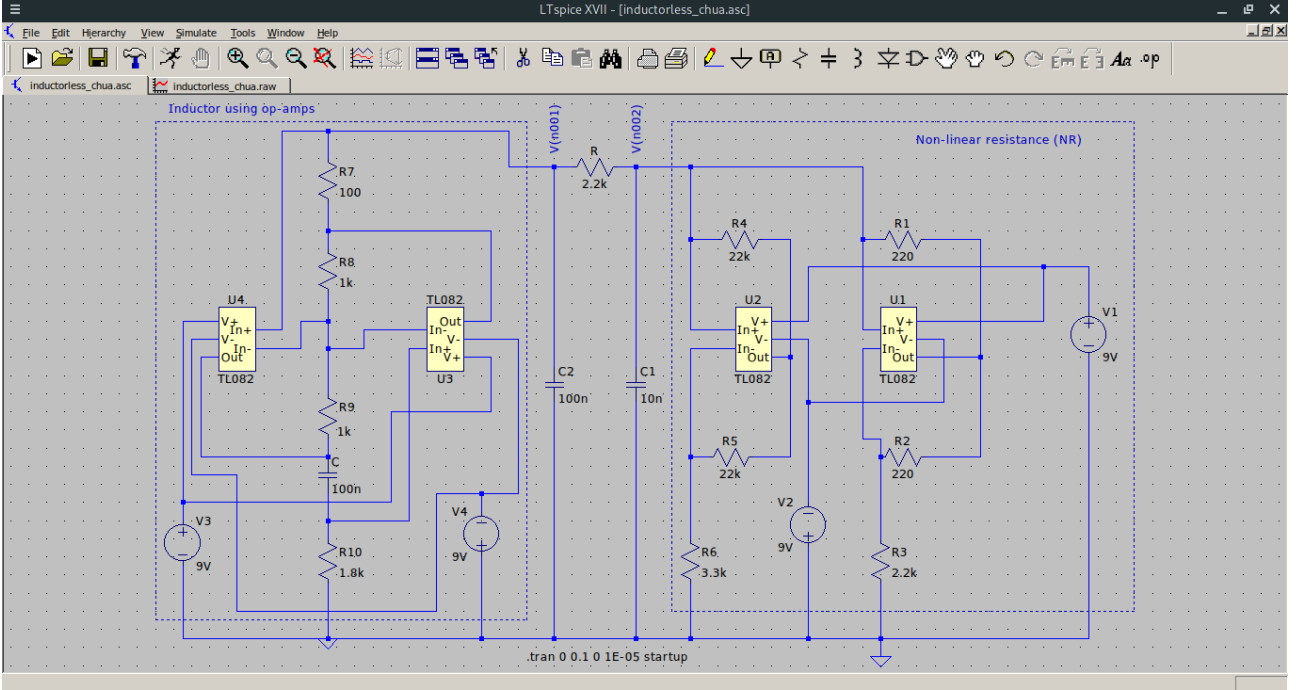 LTspice XVII - [inductorless_chua.asc]
File Edit Hierarchy View Simulate Tools Window Help
inductorless_chua.asc
inductorless_chua.raw
Inductor using op-amps
V(n001)
V(n002)
Non-linear resistance (NR)
R
2.2k
R7
100
R8
1k
U4
V+
In+
V-
In-
Out
TL082
TL082
Out
In-
V-
In+
V+
U3
R9
1k
C
100n
R10
1.8k
V3
9V
V4
9V
C2
100n
C1
10n
R4
22k
R1
220
U2
V+
In+
V-
In-
Out
TL082
U1
V+
In+
V-
In-
Out
TL082
V1
9V
R5
22k
R2
220
V2
9V
R6
3.3k
R3
2.2k
.tran 0 0.1 0 1E-05 startup
A
Aa .op